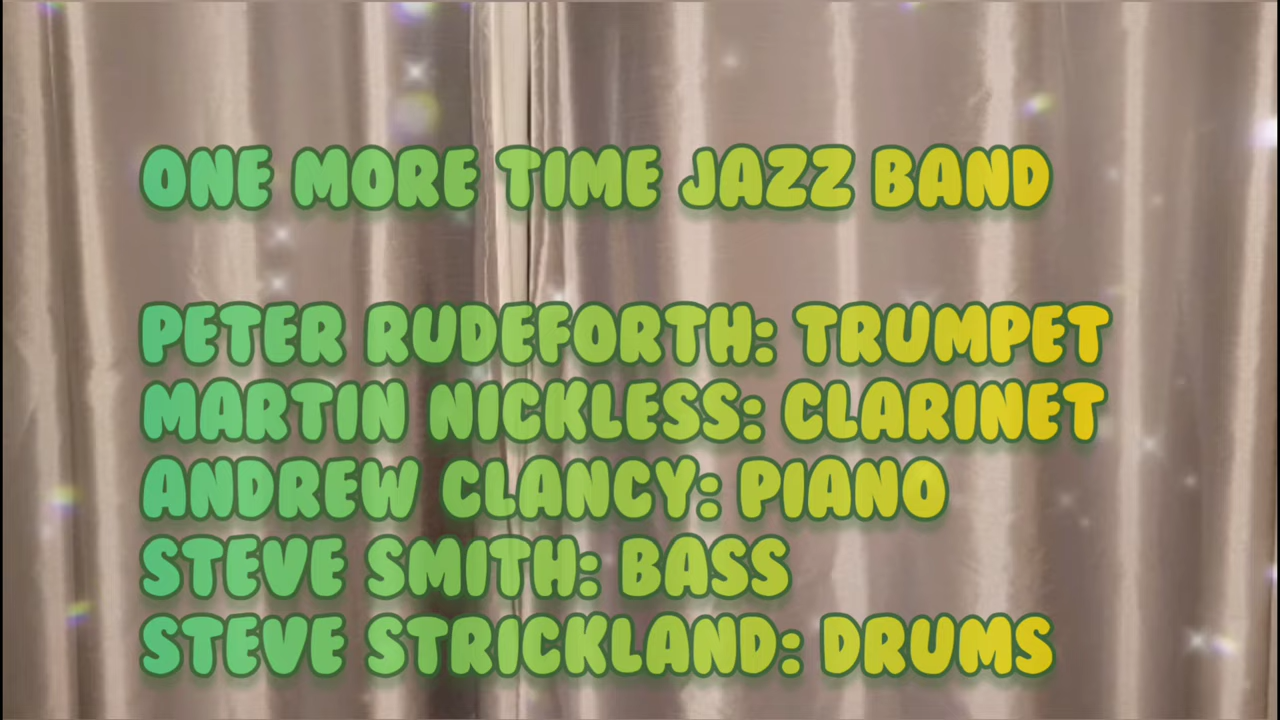 ONE MORE TIME JAZZ BAND
PETER RUDEFORTH: TRUMPET
MARTIN NICKLESS: CLARINET
ANDREW CLANCY: PIANO
STEVE SMITH: BASS
STEVE STRICKLAND: DRUMS